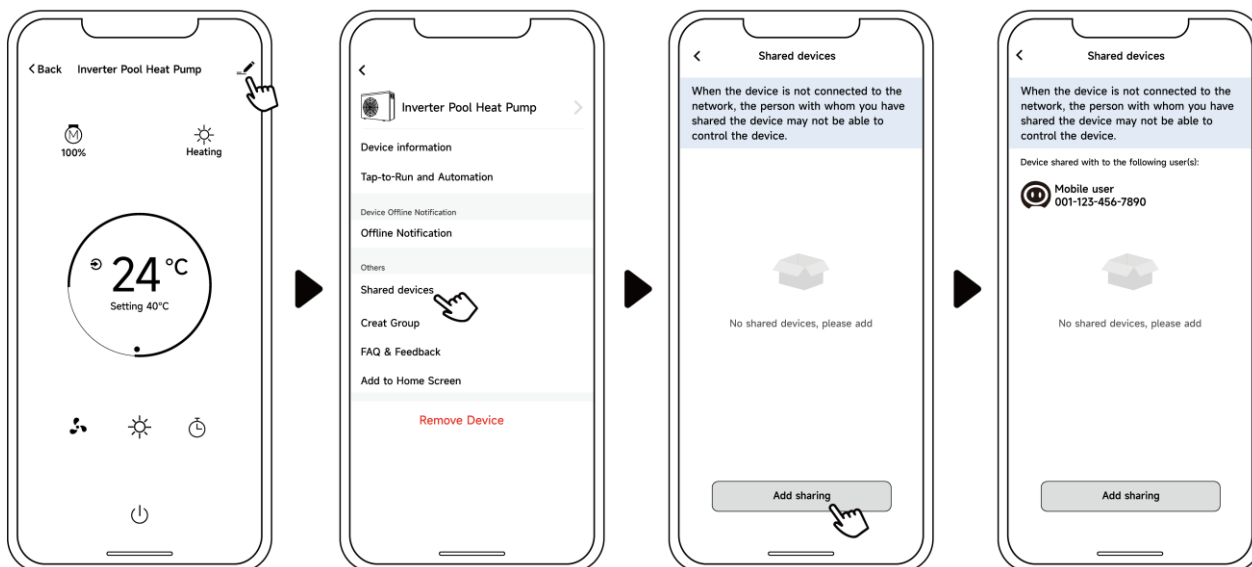 Back Inverter Pool Heat Pump
M
100%
Heating
24 °C
Setting 40°C
Inverter Pool Heat Pump
Device information
Tap-to-Run and Automation
Device Offline Notification
Offline Notification
Others
Shared devices
Creat Group
FAQ & Feedback
Add to Home Screen
Remove Device
Shared devices
When the device is not connected to the
network, the person with whom you have
shared the device may not be able to
control the device.
No shared devices, please add
Add sharing
Shared devices
When the device is not connected to the
network, the person with whom you have
shared the device may not be able to
control the device.
Device shared with to the following user(s):
Mobile user
001-123-456-7890
No shared devices, please add
Add sharing